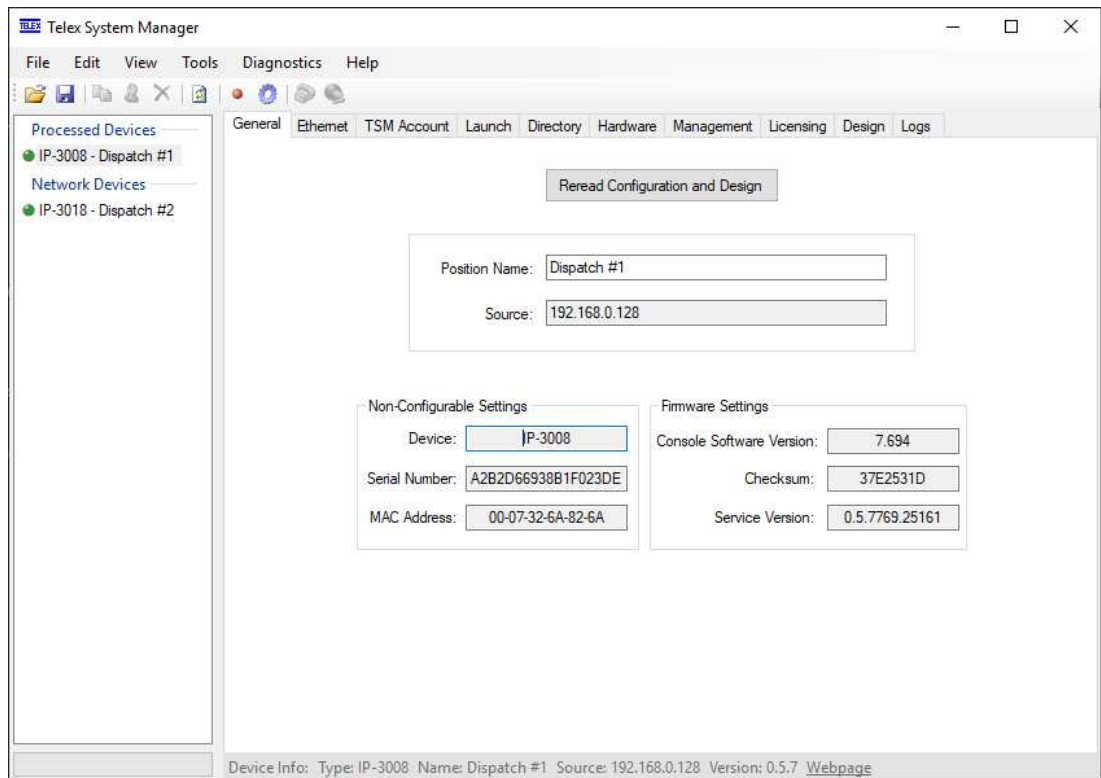 TELEX Telex System Manager
File Edit View Tools Diagnostics Help
Processed Devices
IP-3008 - Dispatch #1
Network Devices
IP-3018 - Dispatch #2
General Ethernet TSM Account Launch Directory Hardware Management Licensing Design Logs
Reread Configuration and Design
Position Name: Dispatch #1
Source: 192.168.0.128
Non-Configurable Settings
Device: IP-3008
Serial Number: A2B2D66938B1F023DE
MAC Address: 00-07-32-6A-82-6A
Firmware Settings
Console Software Version: 7.694
Checksum: 37E2531D
Service Version: 0.5.7769.25161
Device Info: Type: IP-3008 Name: Dispatch #1 Source: 192.168.0.128 Version: 0.5.7 Webpage